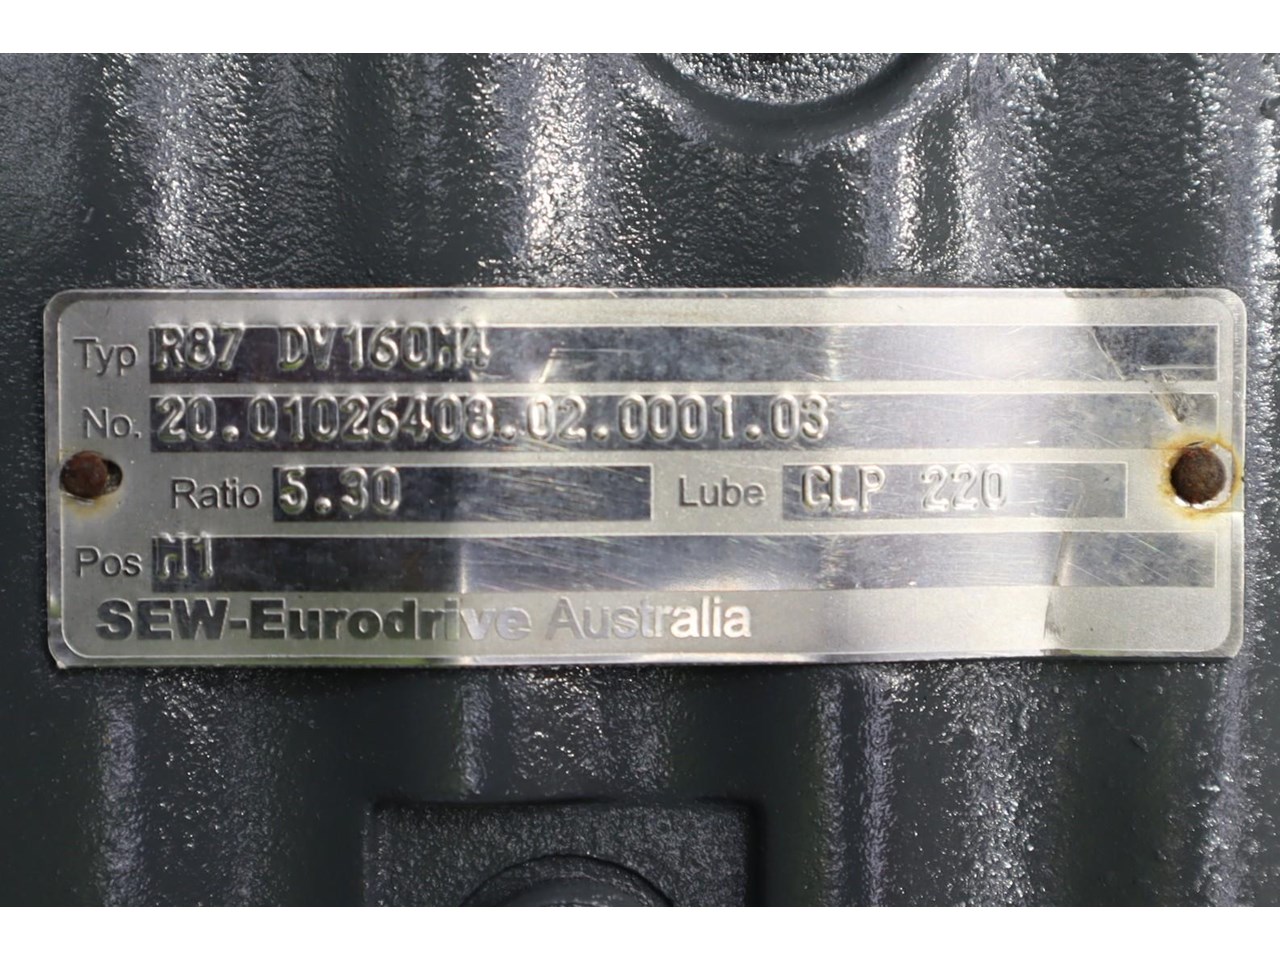 Typ R87 DV160M4
No. 20.01026408.02.0001.03
Ratio 5.30 Lube CLP 220
Pos H1
SEW-Eurodrive Australia